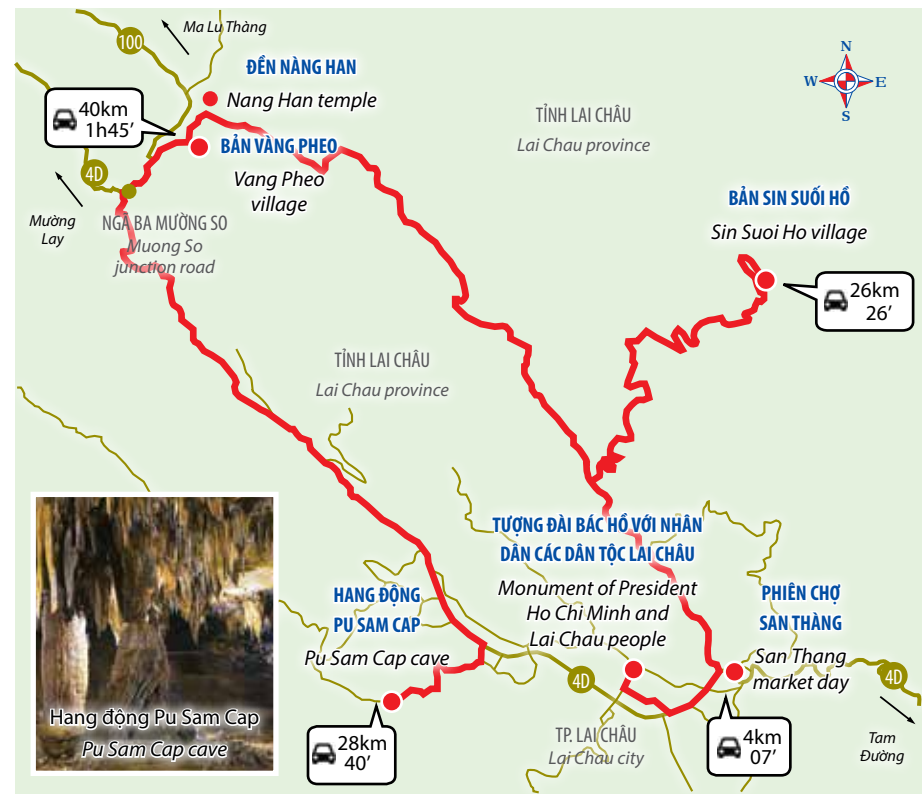 100
Ma Lu Thàng
ĐỀN NÀNG HAN
Nang Han temple
40km
1h45’
BẢN VÀNG PHEO
Vang Pheo
village
4D
Mường
Lay
NGÃ BA MƯỜNG SO
Muong So
junction road
TỈNH LAI CHÂU
Lai Chau province
N
W
E
S
BẢN SIN SUỐI HỒ
Sin Suoi Ho village
26km
26’
TỈNH LAI CHÂU
Lai Chau province
TƯỢNG ĐÀI BÁC HỒ VỚI NHÂN
DÂN CÁC DÂN TỘC LAI CHÂU
Monument of President
Ho Chi Minh and
Lai Chau people
HANG ĐỘNG
PU SAM CAP
Pu Sam Cap cave
PHIÊN CHỢ
SAN THÀNG
San Thang
market day
4D
4D
Tam
Đường
TP. LAI CHÂU
Lai Chau city
28km
40’
4km
07’
Hang động Pu Sam Cap
Pu Sam Cap cave